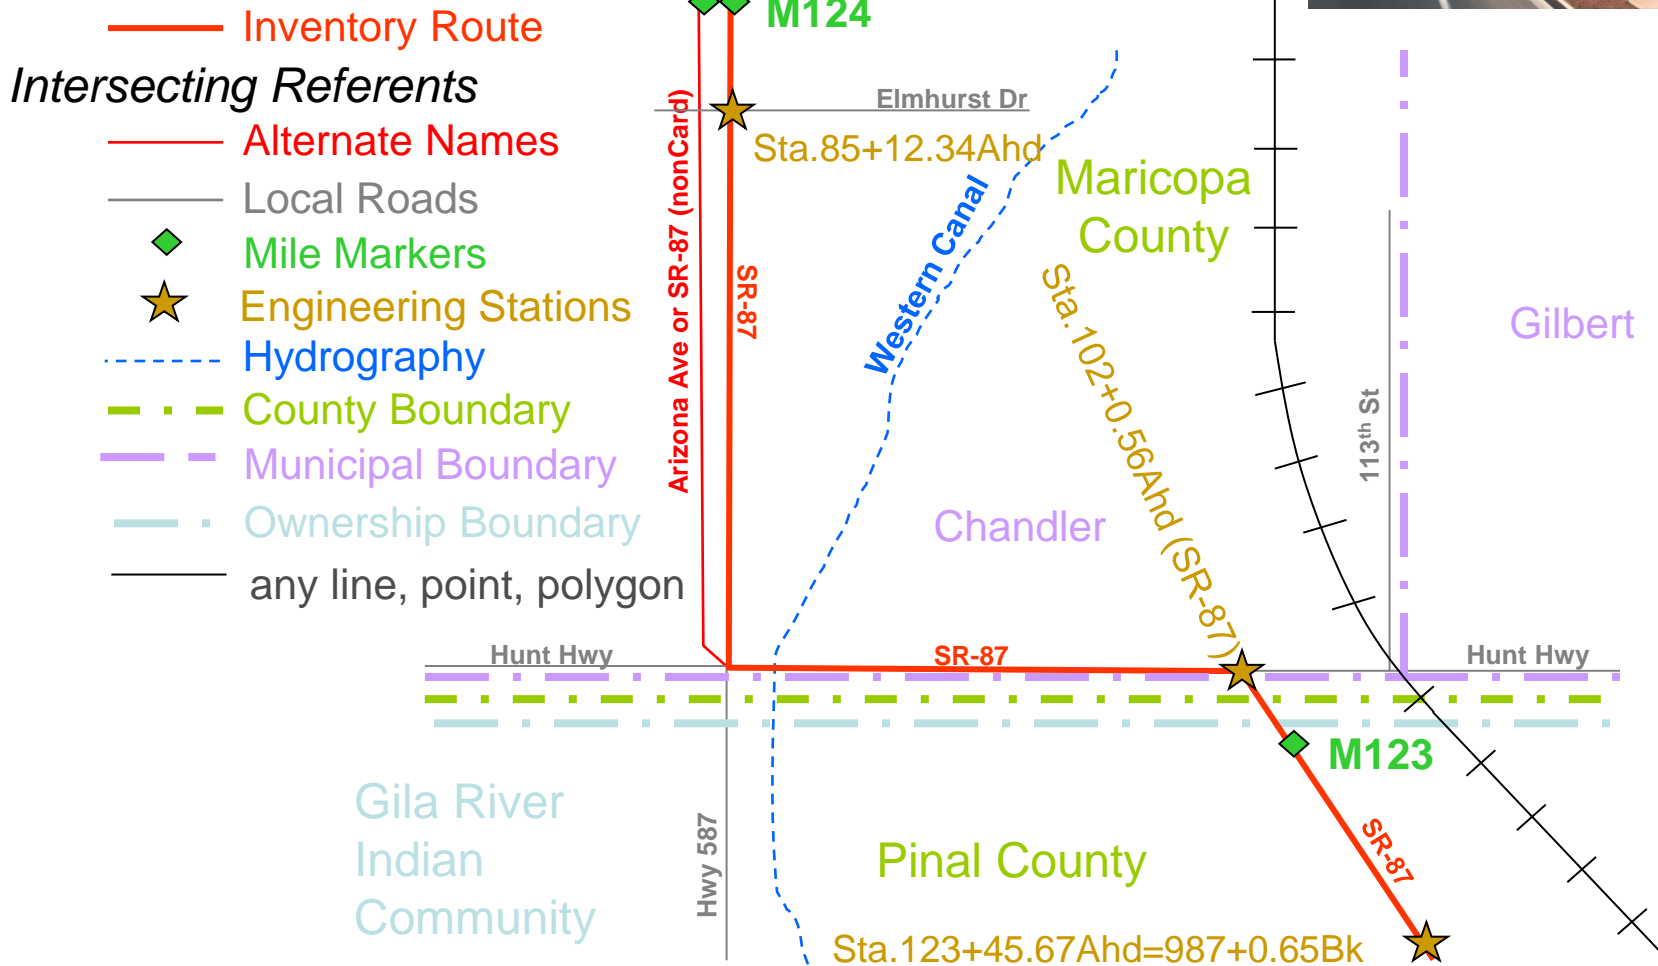 M124
Inventory Route
Intersecting Referents
Elmhurst Dr
Alternate Names
Sta.85+12.34Ahd
Maricopa
County
Local Roads
Mile Markers
Engineering Stations
Hydrography
County Boundary
Municipal Boundary
Ownership Boundary
any line, point, polygon
Arizona Ave or SR-87 (nonCard)
SR-87
Western Canal
Sta.102+0.56Ahd (SR-87)
Gilbert
113th St
Chandler
Hunt Hwy
SR-87
Hunt Hwy
M123
Gila River
Indian
Community
Hwy 587
Pinal County
SR-87
Sta.123+45.67Ahd=987+0.65Bk